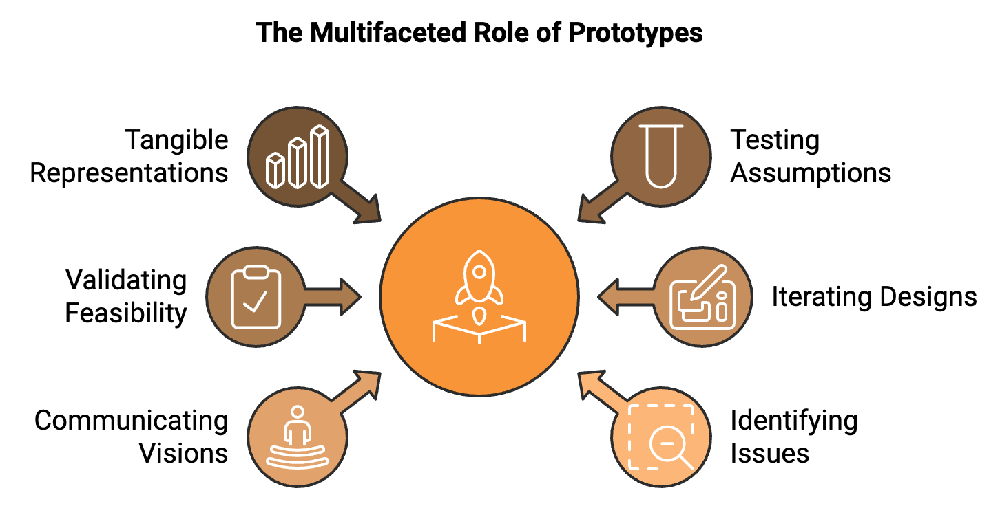 The Multifaceted Role of Prototypes
Tangible
Representations
Testing
Assumptions
Validating
Feasibility
Iterating Designs
Communicating
Visions
Identifying
Issues